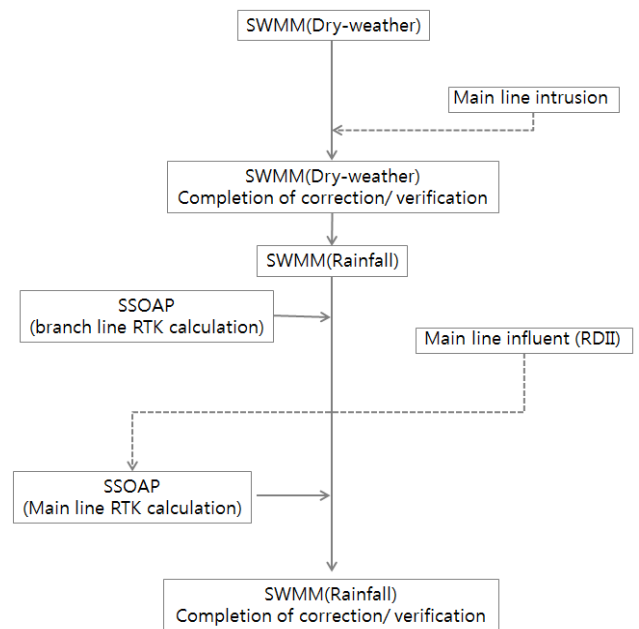 SWMM(Dry-weather)
Main line intrusion
SWMM(Dry-weather)
Completion of correction/ verification
SWMM(Rainfall)
SSOAP
(branch line RTK calculation)
Main line influent (RDII)
SSOAP
(Main line RTK calculation)
SWMM(Rainfall)
Completion of correction/ verification